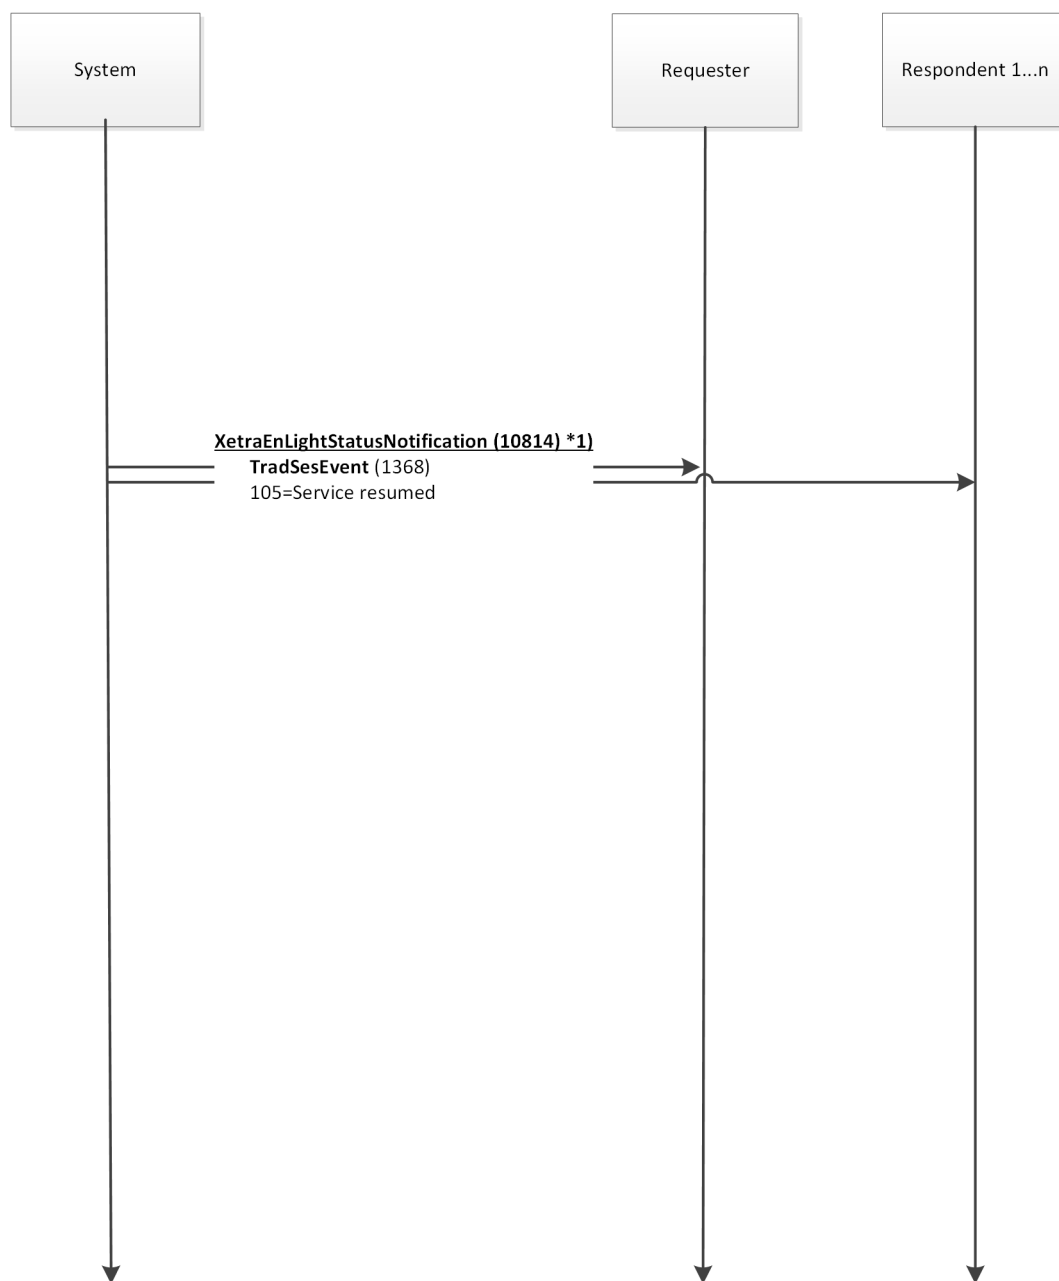 System
Requester
Respondent 1...n
XetraEnLightStatusNotification (10814) *1)
TradSesEvent (1368)
105=Service resumed